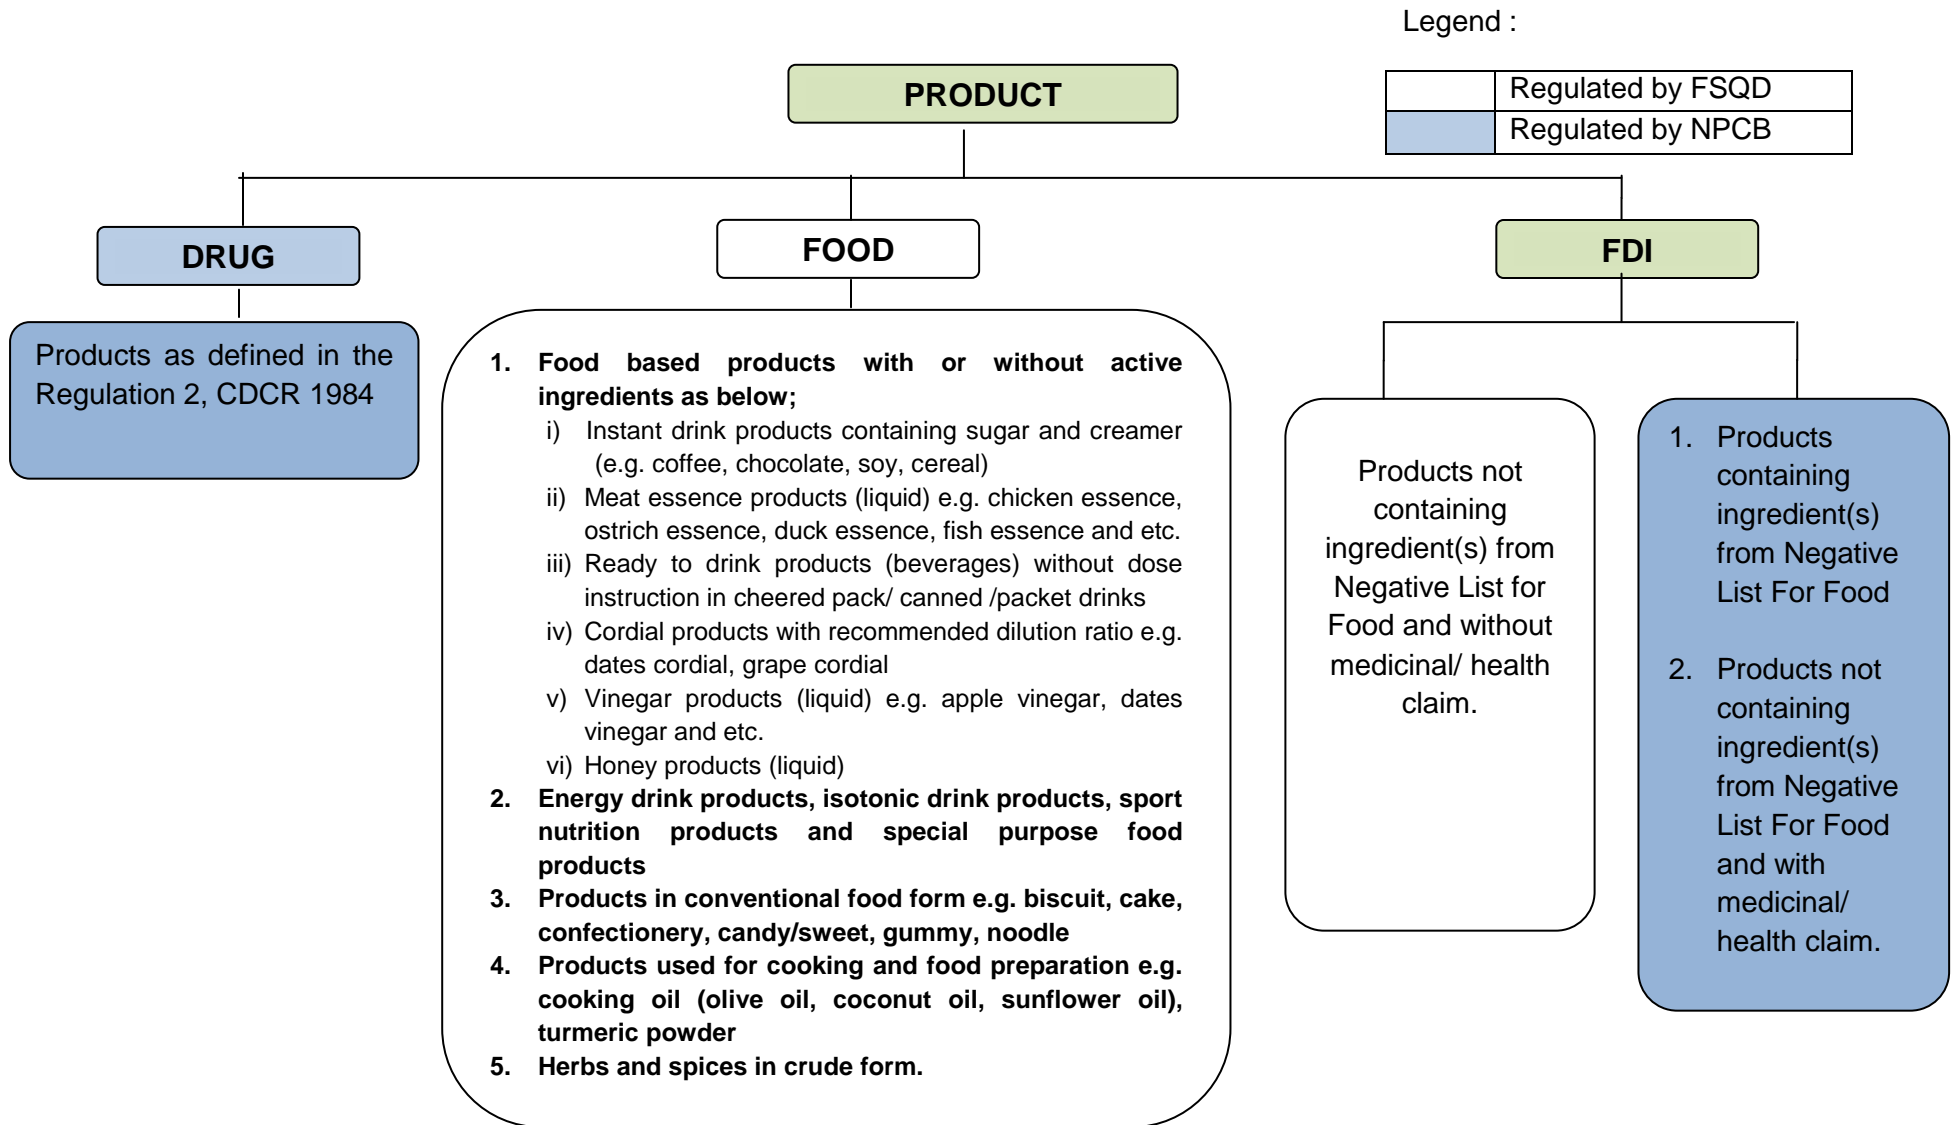 Legend :
Regulated by FSQD
Regulated by NPCB
PRODUCT
DRUG
Products as defined in the
Regulation 2, CDCR 1984
FOOD
1. Food based products with or without active
ingredients as below;
i) Instant drink products containing sugar and creamer
(e.g. coffee, chocolate, soy, cereal)
ii) Meat essence products (liquid) e.g. chicken essence,
ostrich essence, duck essence, fish essence and etc.
iii) Ready to drink products (beverages) without dose
instruction in cheered pack/ canned /packet drinks
iv) Cordial products with recommended dilution ratio e.g.
dates cordial, grape cordial
v) Vinegar products (liquid) e.g. apple vinegar, dates
vinegar and etc.
vi) Honey products (liquid)
2. Energy drink products, isotonic drink products, sport
nutrition products and special purpose food
products
3. Products in conventional food form e.g. biscuit, cake,
confectionery, candy/sweet, gummy, noodle
4. Products used for cooking and food preparation e.g.
cooking oil (olive oil, coconut oil, sunflower oil),
turmeric powder
5. Herbs and spices in crude form.
FDI
Products not
containing
ingredient(s) from
Negative List for
Food and without
medicinal/ health
claim.
1. Products
containing
ingredient(s)
from Negative
List For Food
2. Products not
containing
ingredient(s)
from Negative
List For Food
and with
medicinal/
health claim.